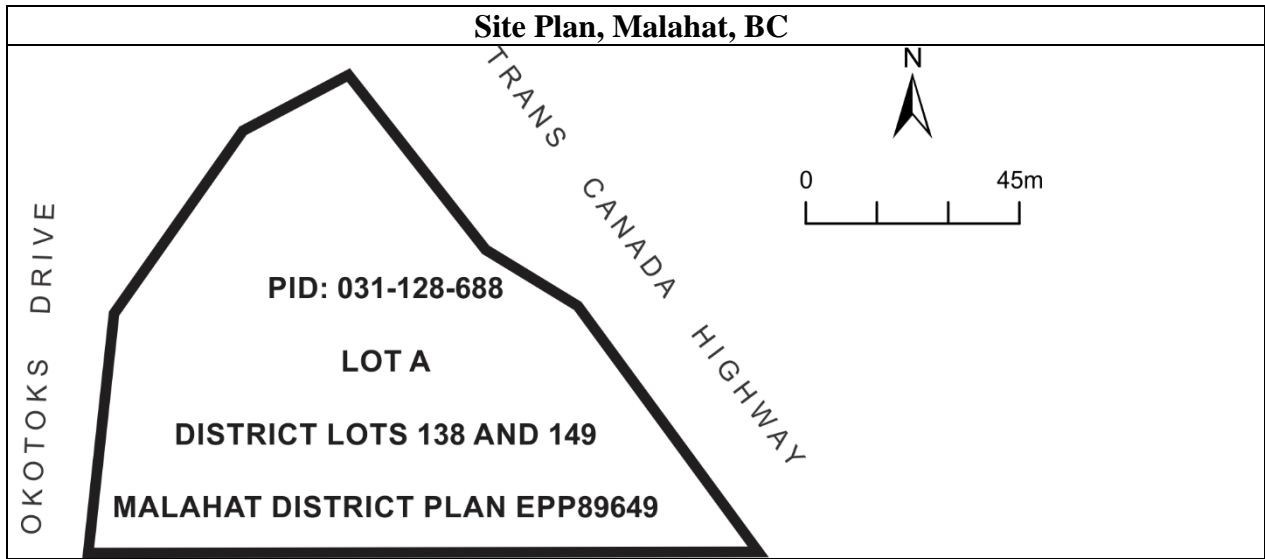 Site Plan, Malahat, BC
TRANS CANADA HIGHWAY
N
0 45m
OKOTOKS DRIVE
PID: 031-128-688
LOT A
DISTRICT LOTS 138 AND 149
MALAHAT DISTRICT PLAN EPP89649